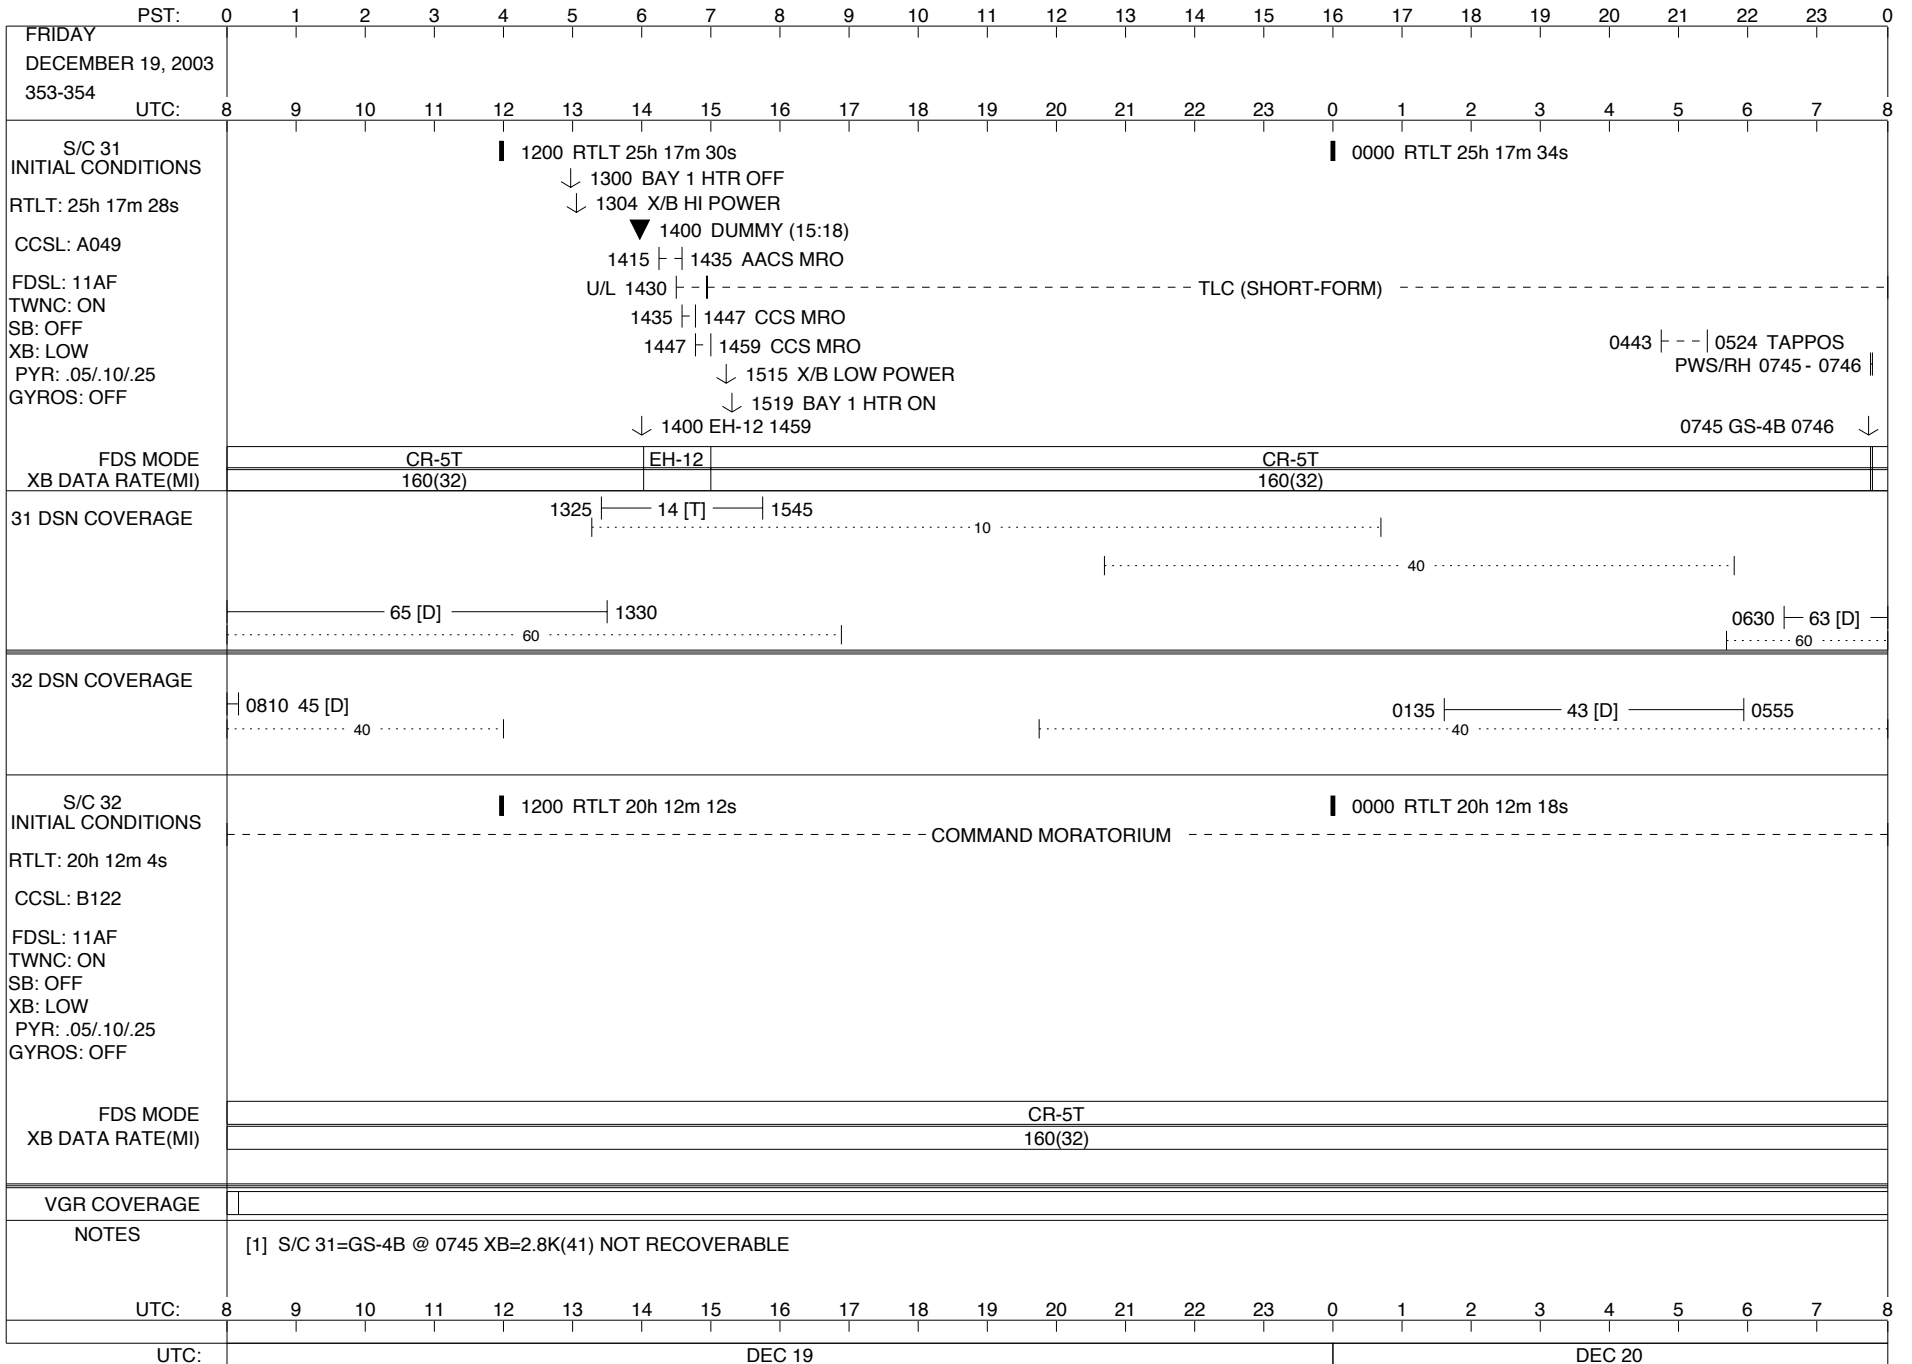 PST: 0 1 2 3 4 5 6 7 8 9 10 11 12 13 14 15 16 17 18 19 20 21 22 23 0
FRIDAY
DECEMBER 19, 2003
353-354
UTC: 8 9 10 11 12 13 14 15 16 17 18 19 20 21 22 23 0 1 2 3 4 5 6 7 8
S/C 31
INITIAL CONDITIONS
RTLT: 25h 17m 28s
CCSL: A049
FDSL: 11AF
TWNC: ON
SB: OFF
XB: LOW
PYR: .05/.10/.25
GYROS: OFF
1200 RTLT 25h 17m 30s
0000 RTLT 25h 17m 34s
1300 BAY 1 HTR OFF
1304 X/B HI POWER
1400 DUMMY (15:18)
1415 1435 AACS MRO
U/L 1430 TLC (SHORT-FORM)
1435 1447 CCS MRO
1447 1459 CCS MRO
0443 0524 TAPPOS
PWS/RH 0745 - 0746
1515 X/B LOW POWER
1519 BAY 1 HTR ON
1400 EH-12 1459
0745 GS-4B 0746
FDS MODE CR-5T EH-12 CR-5T
XB DATA RATE(MI) 160(32) 160(32)
31 DSN COVERAGE
1325 14 [T] 1545
10
40
65 [D] 1330
0630 63 [D]
60
60
32 DSN COVERAGE
0810 45 [D]
0135 43 [D] 0555
40
40
S/C 32
INITIAL CONDITIONS
RTLT: 20h 12m 4s
CCSL: B122
FDSL: 11AF
TWNC: ON
SB: OFF
XB: LOW
PYR: .05/.10/.25
GYROS: OFF
1200 RTLT 20h 12m 12s
0000 RTLT 20h 12m 18s
COMMAND MORATORIUM
FDS MODE CR-5T
XB DATA RATE(MI) 160(32)
VGR COVERAGE
NOTES
[1] S/C 31=GS-4B @ 0745 XB=2.8K(41) NOT RECOVERABLE
UTC: 8 9 10 11 12 13 14 15 16 17 18 19 20 21 22 23 0 1 2 3 4 5 6 7 8
UTC: DEC 19 DEC 20